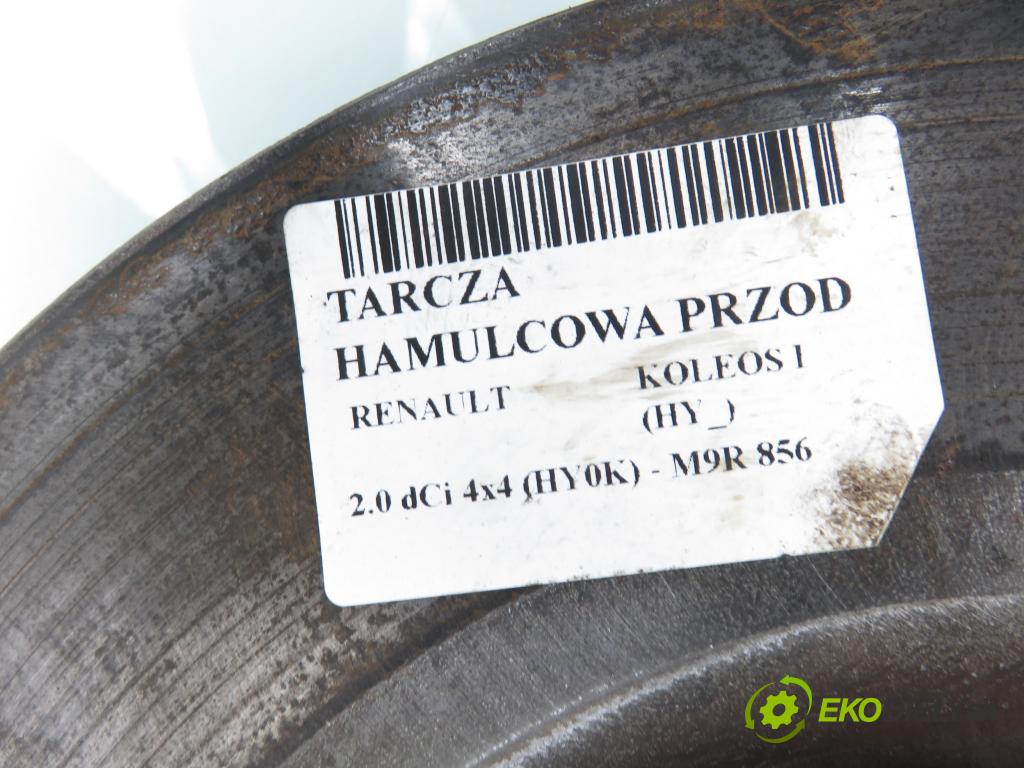 TARCZA
HAMULCOWA PRZOD
RENAULT KOLEOS I
(HY_)
2.0 dCi 4x4 (HY0K) - M9R 856
EKO